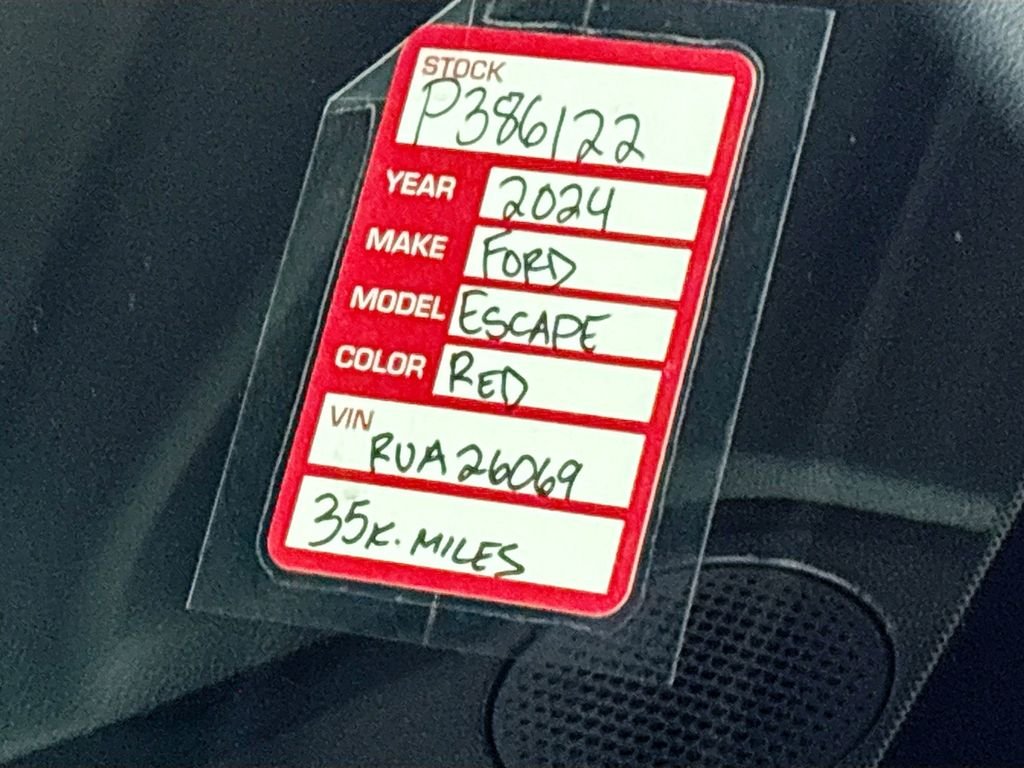 STOCK
P386122
YEAR 2024
MAKE FORD
MODEL ESCAPE
COLOR RED
VIN
RUA26069
35K. MILES